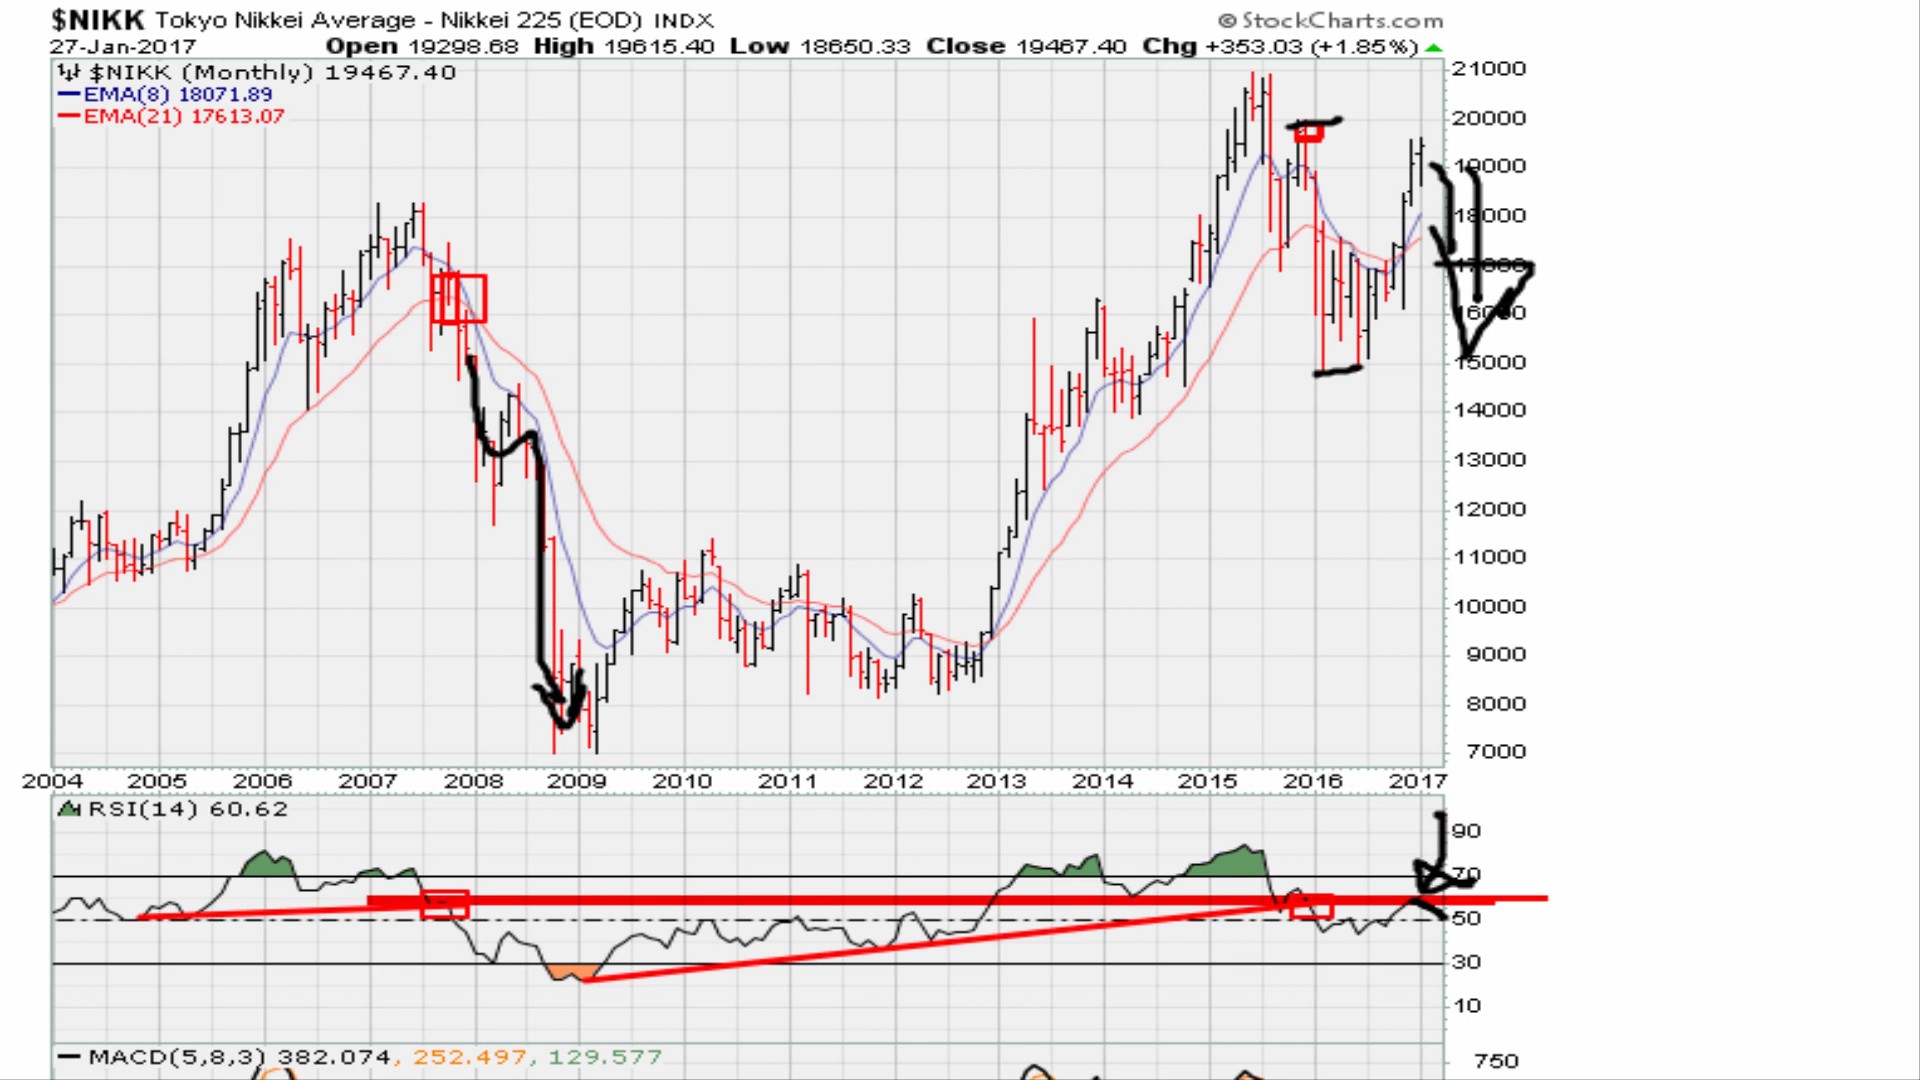 $NIKK Tokyo Nikkei Average - Nikkei 225 (EOD) INDX © StockCharts.com
27-Jan-2017 Open 19298.68 High 19615.40 Low 18650.33 Close 19467.40 Chg +353.03 (+1.85%)
$NIKK (Monthly) 19467.40
EMA(8) 18071.89
EMA(21) 17613.07
21000
20000
19000
18000
17000
16000
15000
14000
13000
12000
11000
10000
9000
8000
7000
2004 2005 2006 2007 2008 2009 2010 2011 2012 2013 2014 2015 2016 2017
RSI(14) 60.62
90
70
50
30
10
MACD(5,8,3) 382.074, 252.497, 129.577
750